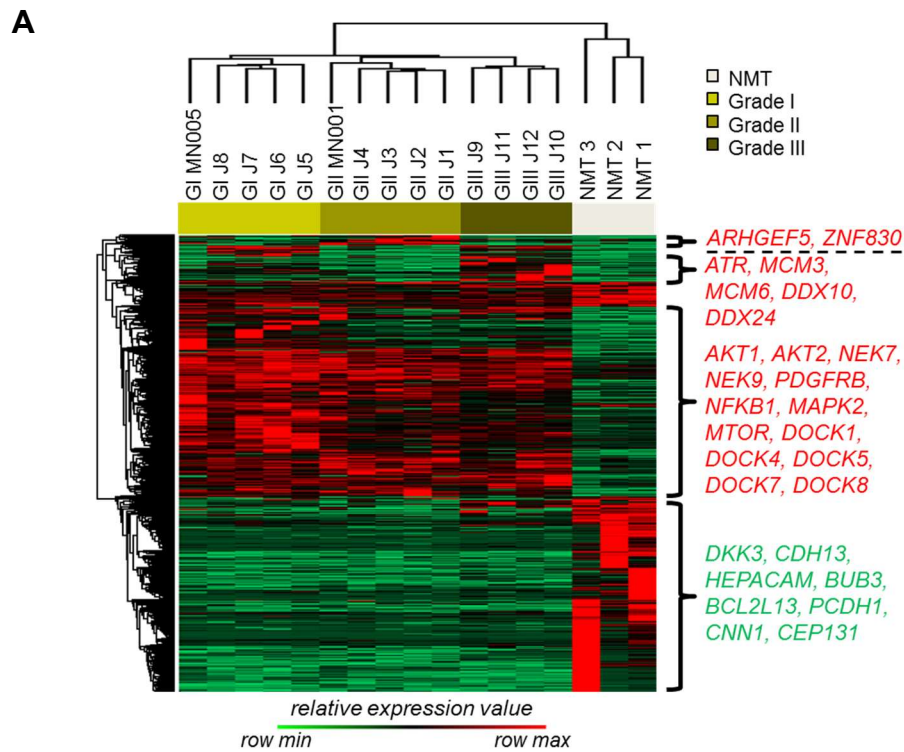 A
NMT
Grade I
Grade II
Grade III
GI MN005
GI J8
GI J7
GI J6
GI J5
GII MN001
GII J4
GII J3
GII J2
GII J1
GIII J9
GIII J11
GIII J12
GIII J10
NMT 3
NMT 2
NMT 1
ARHGEF5, ZNF830
ATR, MCM3,
MCM6, DDX10,
DDX24
AKT1, AKT2, NEK7,
NEK9, PDGFRB,
NFKB1, MAPK2,
MTOR, DOCK1,
DOCK4, DOCK5,
DOCK7, DOCK8
DKK3, CDH13,
HEPACAM, BUB3,
BCL2L13, PCDH1,
CNN1, CEP131
relative expression value
row min row max